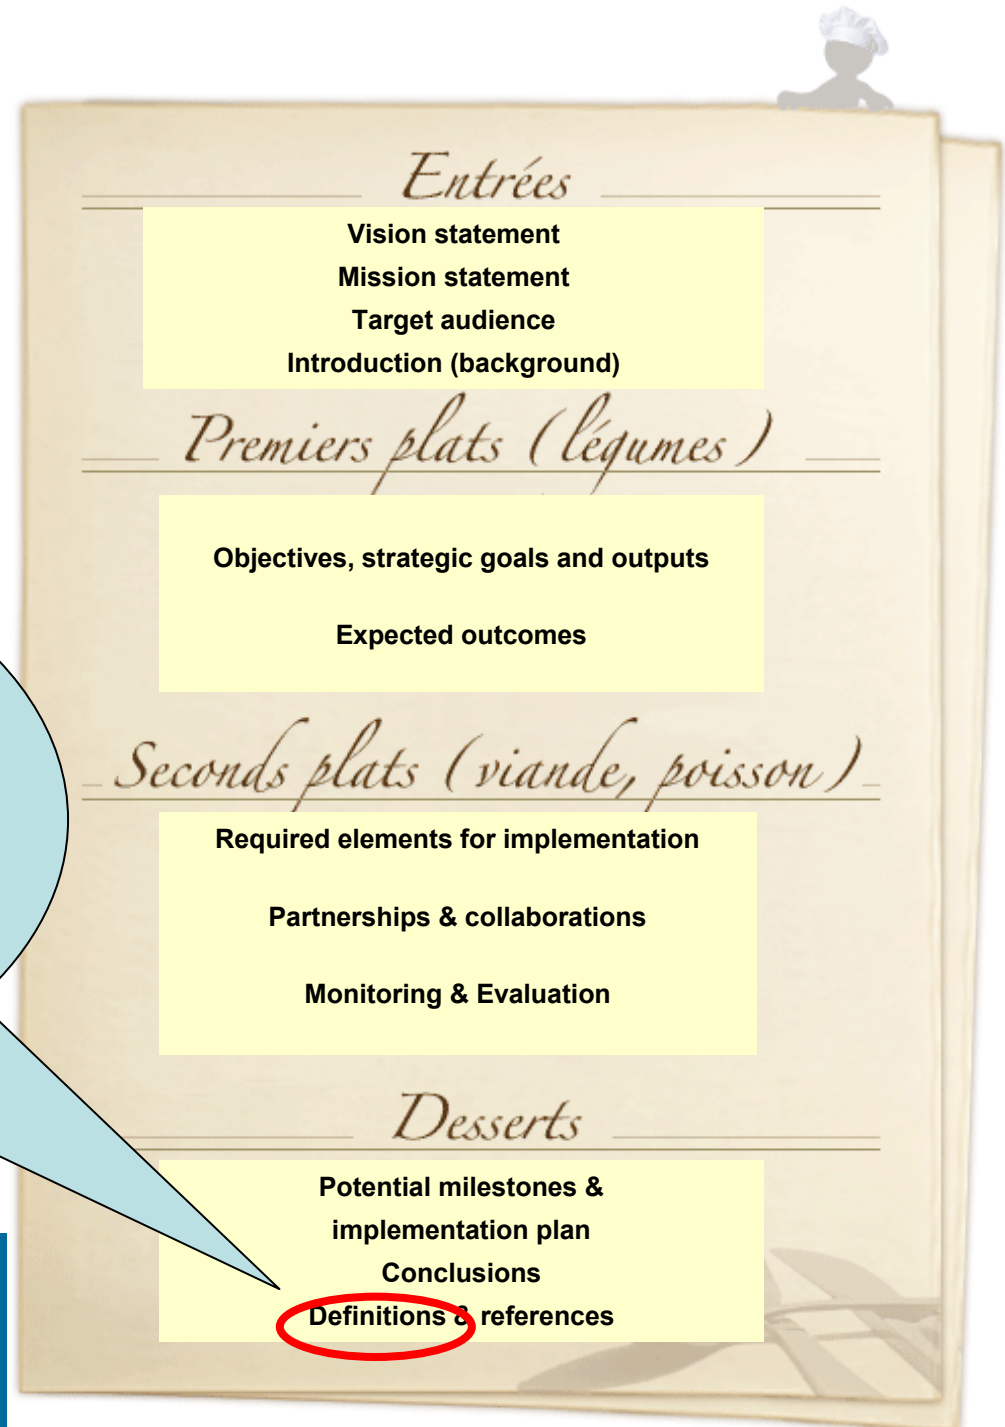 Entrées
Vision statement
Mission statement
Target audience
Introduction (background)
Premiers plats (légumes)
Objectives, strategic goals and outputs
Expected outcomes
Seconds plats (viande, poisson)
Required elements for implementation
Partnerships & collaborations
Monitoring & Evaluation
Desserts
Potential milestones &
implementation plan
Conclusions
Definitions & references